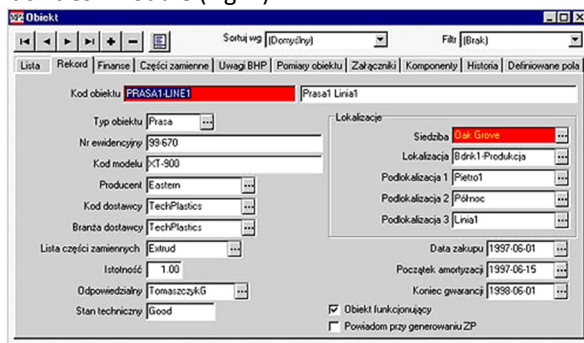 Obiekt
Sortuj wg (Domyślny) Filtr (Brak)
Lista Rekord Finanse Części zamienne Uwagi BHP Pomiary obiektu Załączniki Komponenty Historia Definiowane pola
Kod obiektu PRASA1-LINE1 Prasa1 Linia1
Typ obiektu Prasa
Nr ewidencyjny 99-670
Kod modelu XT-900
Producent Eastern
Kod dostawcy TechPlastics
Branża dostawcy TechPlastics
Lista części zamiennych Extrud
Istotność 1.00
Odpowiedzialny TomaszczykG
Stan techniczny Good
Lokalizacje
Siedziba Oak Grove
Lokalizacja Bdnk1-Produkcja
Podlokalizacja 1 Pietro1
Podlokalizacja 2 Północ
Podlokalizacja 3 Linia1
Data zakupu 1997-06-01
Początek amortyzacji 1997-06-15
Koniec gwarancji 1998-06-01
Obiekt funkcjonujący
Powiadom przy generowaniu ZP